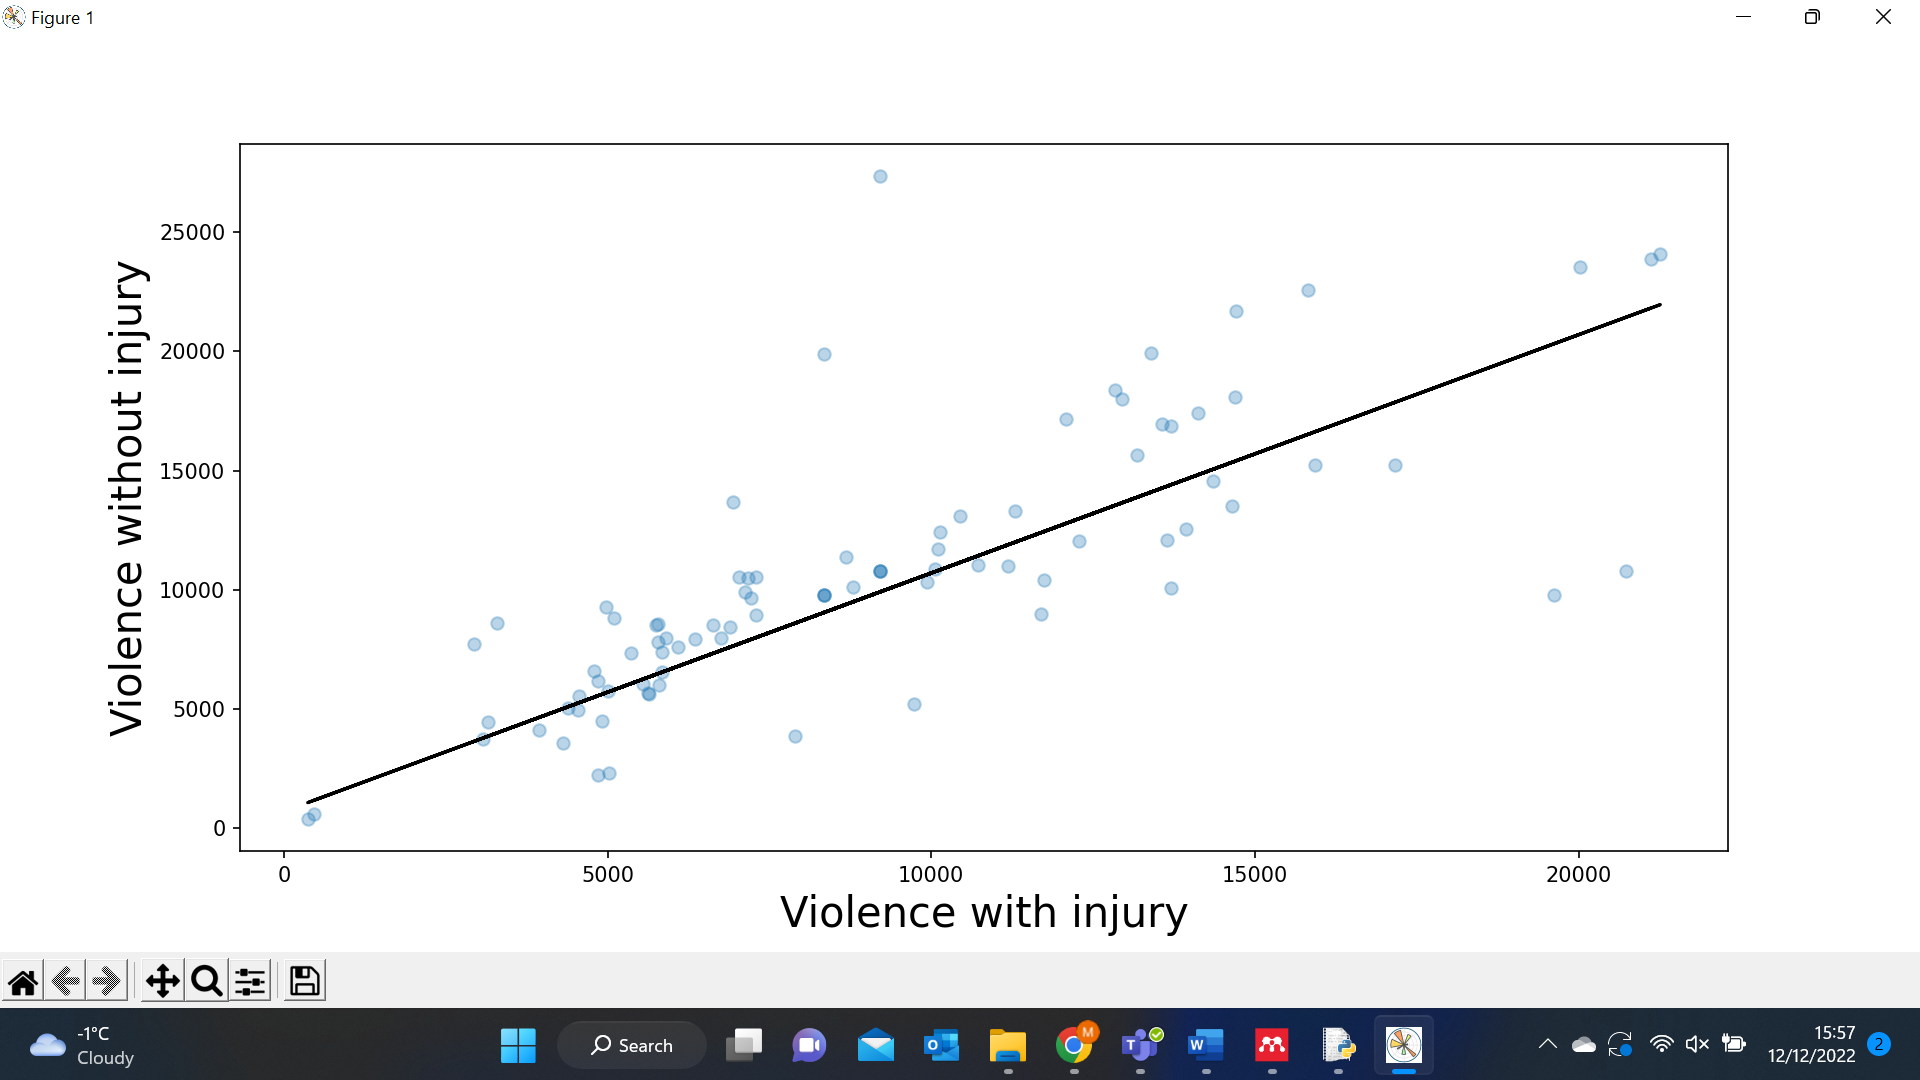 Figure 1
25000
20000
15000
10000
5000
0
Violence without injury
0 5000 10000 15000 20000
Violence with injury
-1°C
Cloudy
Search
M
15:57
12/12/2022
2